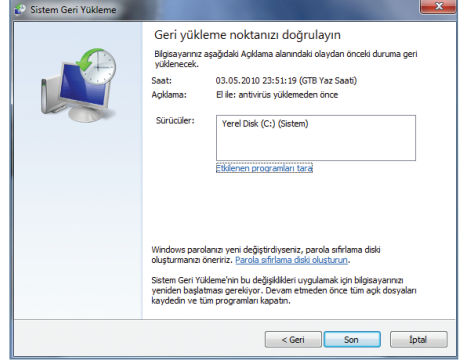 Sistem Geri Yükleme
Geri yükleme noktanızı doğrulayın
Bilgisayarınız aşağıdaki Açıklama alanındaki olaydan önceki duruma geri
yüklenecek.
Saat: 03.05.2010 23:51:19 (GTB Yaz Saati)
Açıklama: El ile: antivirüs yüklemeden önce
Sürücüler: Yerel Disk (C:) (Sistem)
Etkilenen programları tara
Windows parolanızı yeni değiştirdiyseniz, parola sıfırlama diski
oluşturmanızı öneririz. Parola sıfırlama diski oluşturun.
Sistem Geri Yükleme'nin bu değişiklikleri uygulamak için bilgisayarınızı
yeniden başlatması gerekiyor. Devam etmeden önce tüm açık dosyaları
kaydedin ve tüm programları kapatın.
< Geri Son İptal